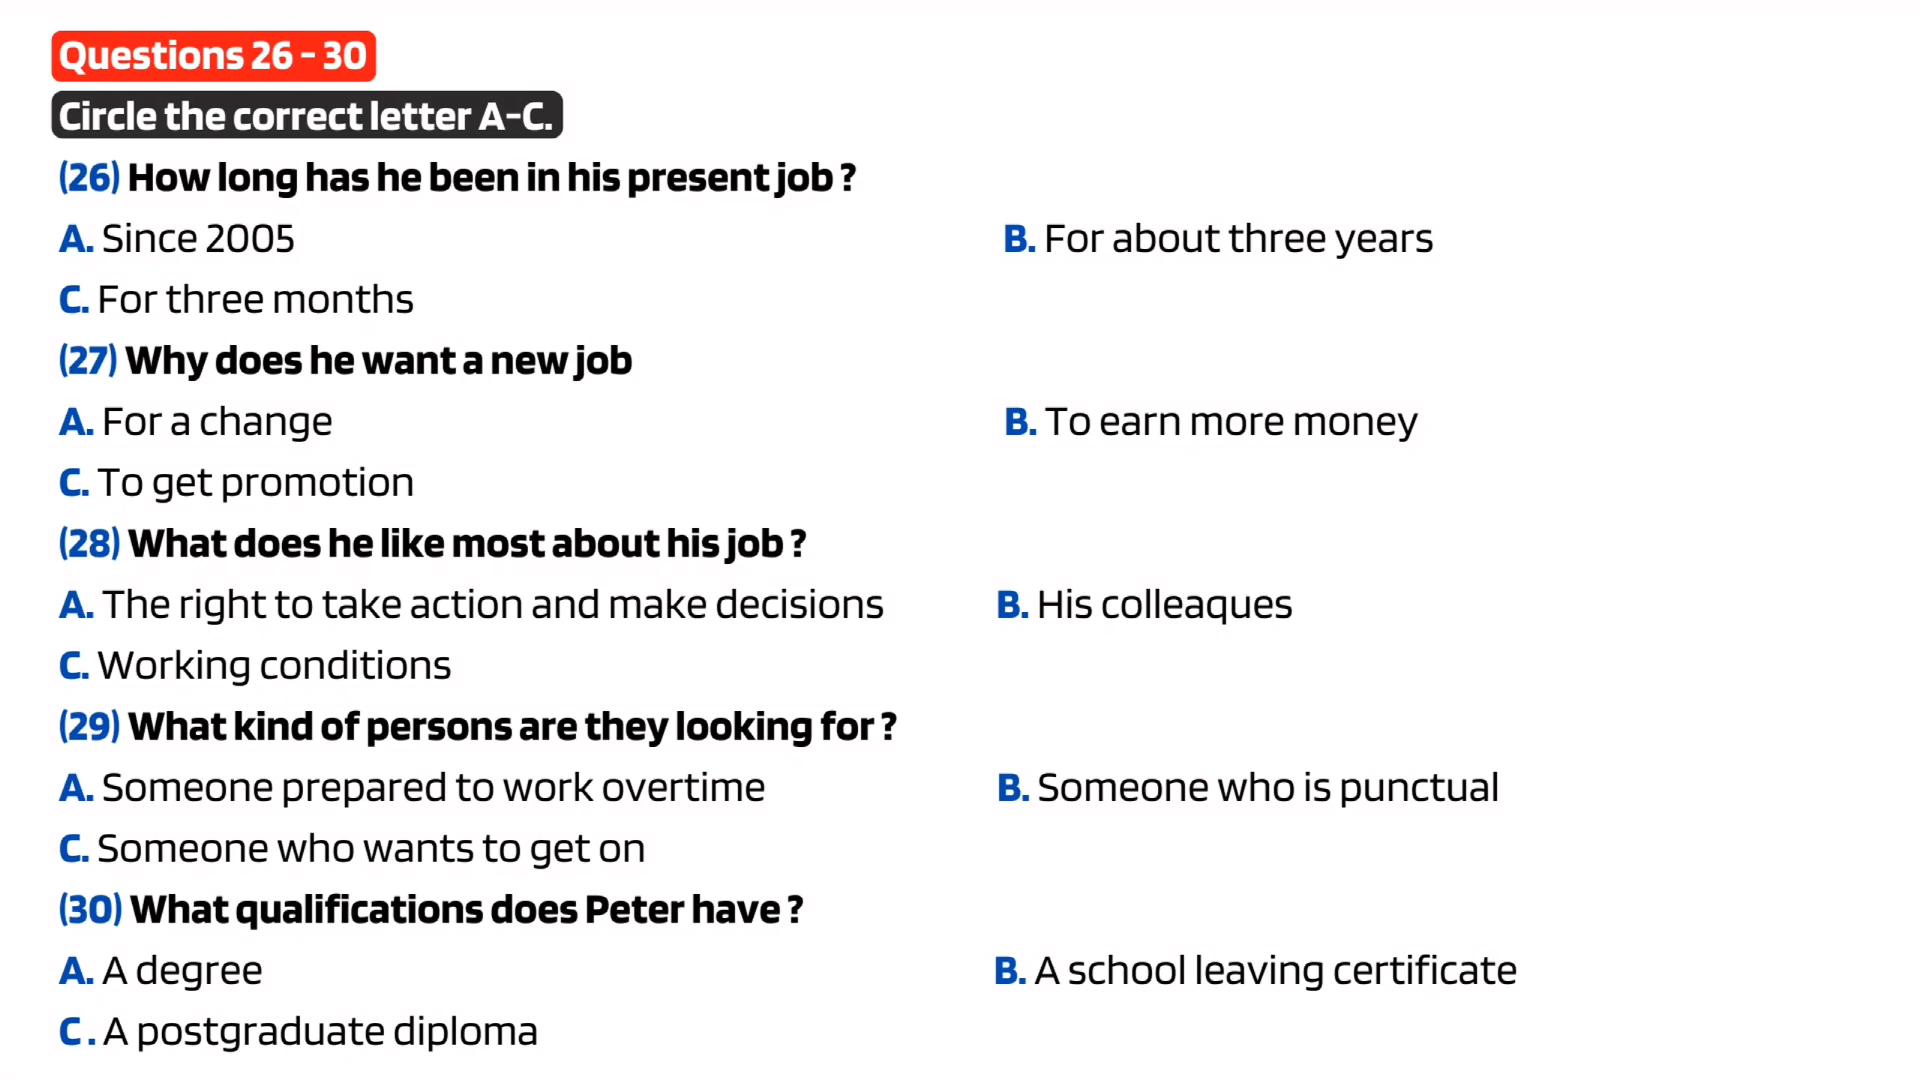 Questions 26 - 30
Circle the correct letter A-C.
(26) How long has he been in his present job ?
A. Since 2005 B. For about three years
C. For three months
(27) Why does he want a new job
A. For a change B. To earn more money
C. To get promotion
(28) What does he like most about his job ?
A. The right to take action and make decisions B. His colleaques
C. Working conditions
(29) What kind of persons are they looking for ?
A. Someone prepared to work overtime B. Someone who is punctual
C. Someone who wants to get on
(30) What qualifications does Peter have ?
A. A degree B. A school leaving certificate
C . A postgraduate diploma